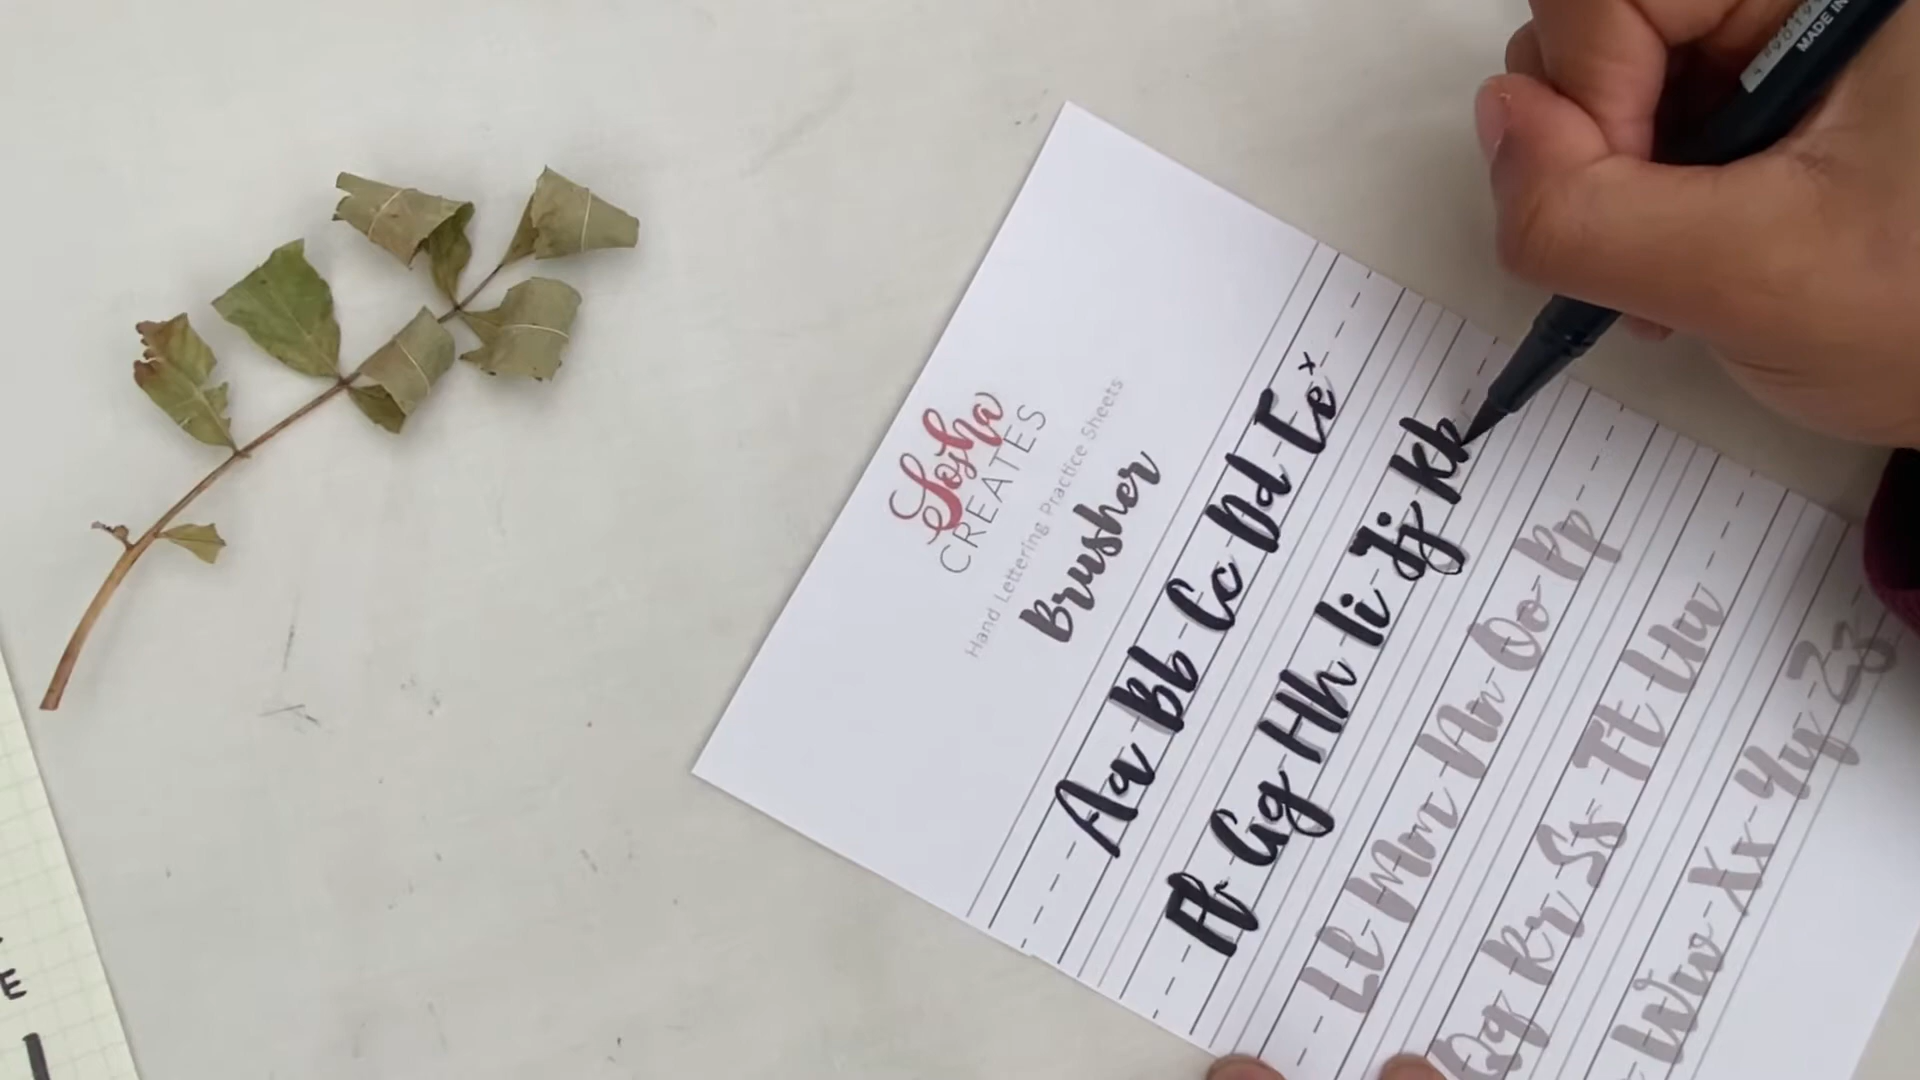 Sosha
CREATES
Hand Lettering Practice Sheets
Brusher
Aa Bb Cc Dd Ee x
Ff Gg Hh Ii Jj Kk
Ll Mm Nn Oo Pp
Qq Rr Ss Tt Uu
Ww Xx Yy Zz
MADE IN
E